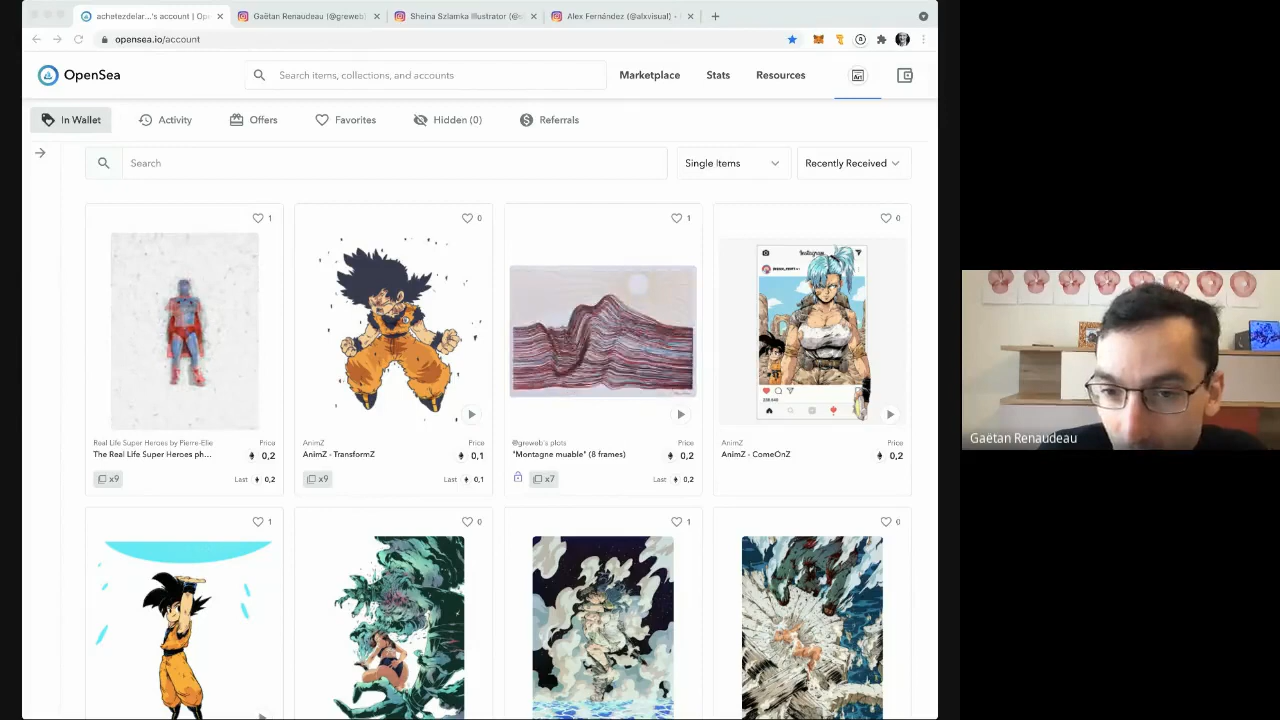 achetezdelar...'s account | Ope
Gaëtan Renaudeau (@greweb
Sheina Szlamka Illustrator (@s
Alex Fernández (@alxvisual) •
opensea.io/account
OpenSea
Search items, collections, and accounts
Marketplace
Stats
Resources
Art
In Wallet
Activity
Offers
Favorites
Hidden (0)
Referrals
Search
Single Items
Recently Received
1
0
1
0
Instagram
Real Life Super Heroes by Pierre-Elie
Price
The Real Life Super Heroes ph...
0,2
x9
Last 0,2
AnimZ
Price
AnimZ - TransformZ
0,1
x9
Last 0,1
@greweb's plots
Price
"Montagne muable" (8 frames)
0,2
x7
Last 0,2
AnimZ
Price
AnimZ - ComeOnZ
0,2
1
0
1
0
Gaëtan Renaudeau